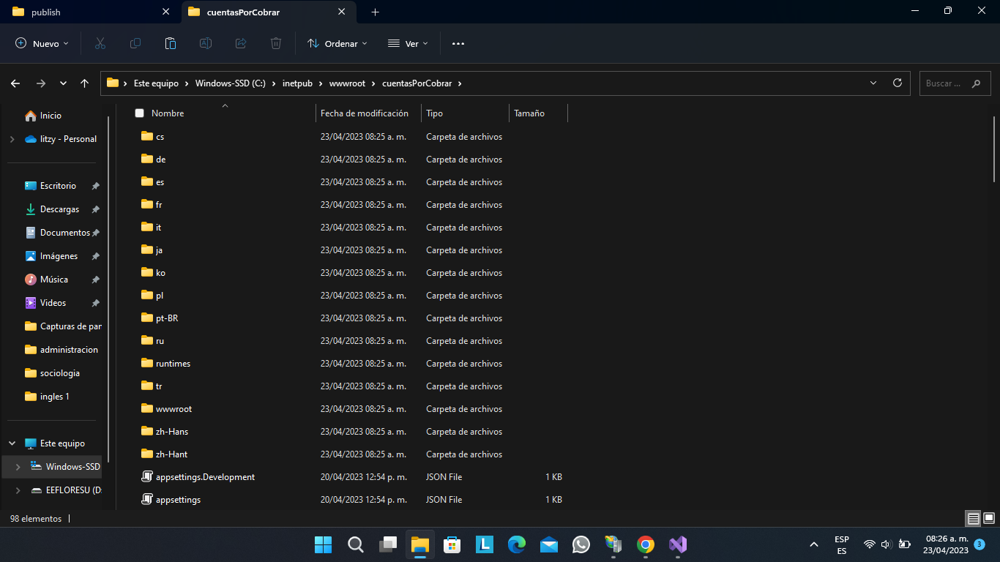 publish
cuentasPorCobrar
Nuevo
Ordenar
Ver
Este equipo > Windows-SSD (C:) > inetpub > wwwroot > cuentasPorCobrar >
Buscar ...
Inicio
litzy - Personal
Escritorio
Descargas
Documentos
Imágenes
Música
Videos
Capturas de par
administracion
sociologia
ingles 1
Este equipo
Windows-SSD
EEFLORESU (D:
Nombre Fecha de modificación Tipo Tamaño
cs 23/04/2023 08:25 a. m. Carpeta de archivos
de 23/04/2023 08:25 a. m. Carpeta de archivos
es 23/04/2023 08:25 a. m. Carpeta de archivos
fr 23/04/2023 08:25 a. m. Carpeta de archivos
it 23/04/2023 08:25 a. m. Carpeta de archivos
ja 23/04/2023 08:25 a. m. Carpeta de archivos
ko 23/04/2023 08:25 a. m. Carpeta de archivos
pl 23/04/2023 08:25 a. m. Carpeta de archivos
pt-BR 23/04/2023 08:25 a. m. Carpeta de archivos
ru 23/04/2023 08:25 a. m. Carpeta de archivos
runtimes 23/04/2023 08:25 a. m. Carpeta de archivos
tr 23/04/2023 08:25 a. m. Carpeta de archivos
wwwroot 23/04/2023 08:25 a. m. Carpeta de archivos
zh-Hans 23/04/2023 08:25 a. m. Carpeta de archivos
zh-Hant 23/04/2023 08:25 a. m. Carpeta de archivos
appsettings.Development 20/04/2023 12:54 p. m. JSON File 1 KB
appsettings 20/04/2023 12:54 p. m. JSON File 1 KB
98 elementos
L
ESP
ES
08:26 a. m.
23/04/2023
3